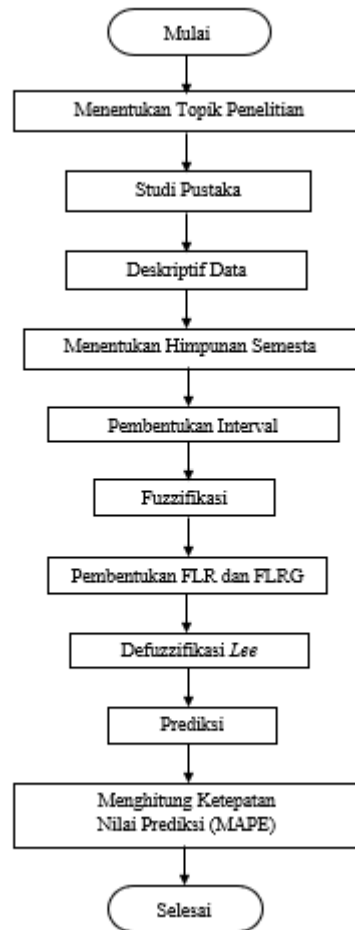 Mulai
Menentukan Topik Penelitian
Studi Pustaka
Deskriptif Data
Menentukan Himpunan Semesta
Pembentukan Interval
Fuzzifikasi
Pembentukan FLR dan FLRG
Defuzzifikasi Lee
Prediksi
Menghitung Ketepatan
Nilai Prediksi (MAPE)
Selesai